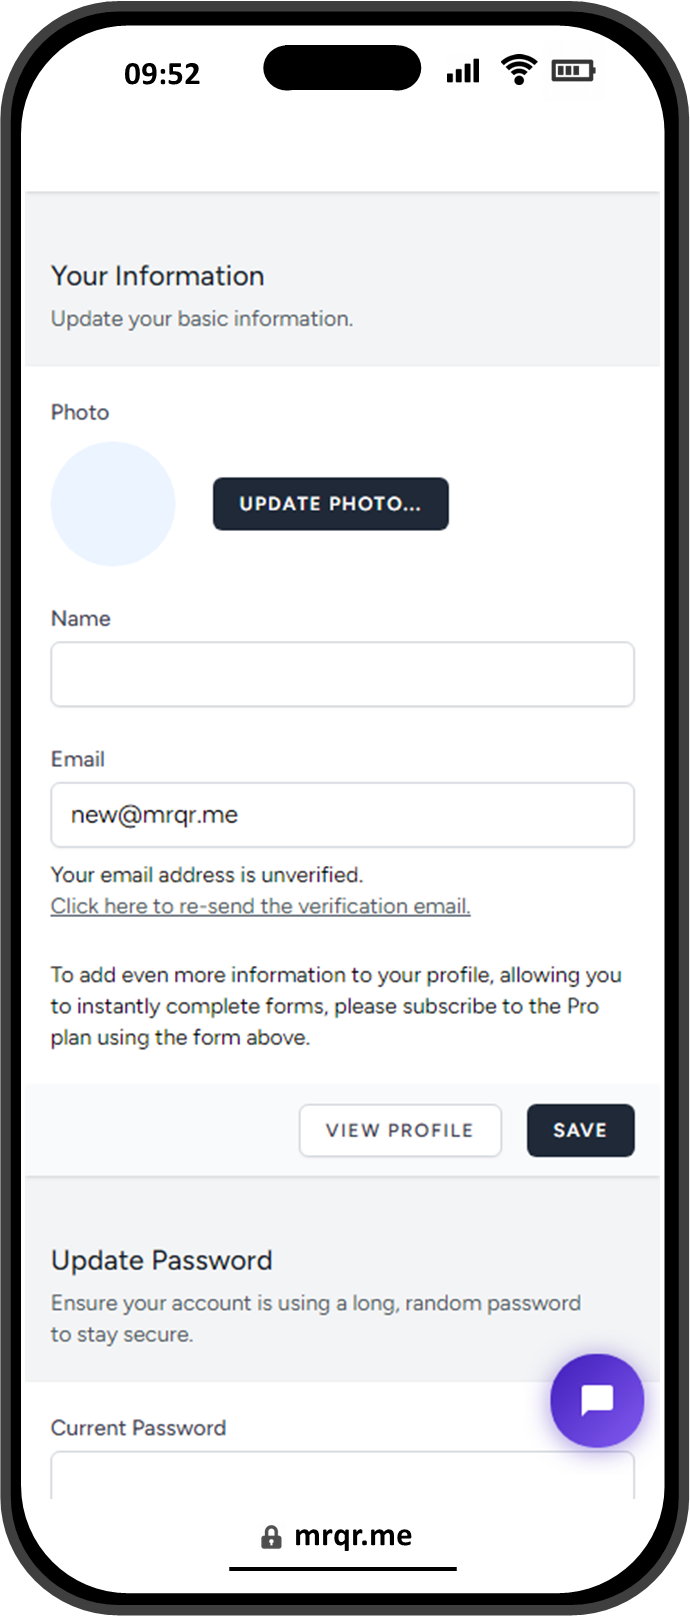 09:52
Your Information
Update your basic information.
Photo
UPDATE PHOTO...
Name
Email
new@mrqr.me
Your email address is unverified.
Click here to re-send the verification email.
To add even more information to your profile, allowing you
to instantly complete forms, please subscribe to the Pro
plan using the form above.
VIEW PROFILE
SAVE
Update Password
Ensure your account is using a long, random password
to stay secure.
Current Password
mrqr.me